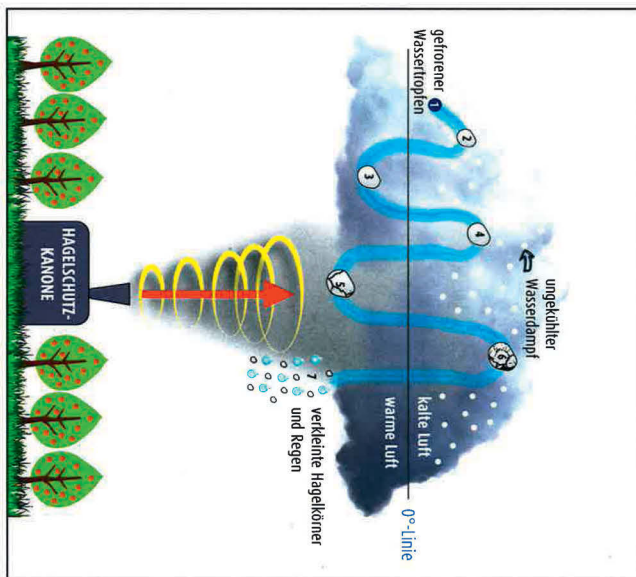 gefrorener
Wassertropfen
1
2
3
4
5
6
ungekühlter
Wasserdampf
kalte Luft
warme Luft
0°-Linie
7
verkleinte Hagelkörner
und Regen
HAGELSCHUTZ-
KANONE